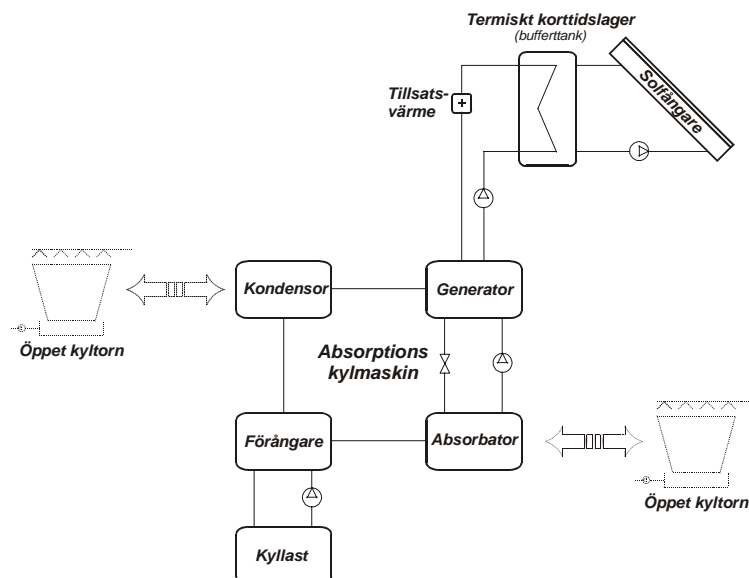 Termiskt korttidslager
(bufferttank)
Tillsats-
värme
+
Solfångare
Kondensor
Generator
Öppet kyltorn
Absorptions
kylmaskin
Förångare
Absorbator
Öppet kyltorn
Kyllast